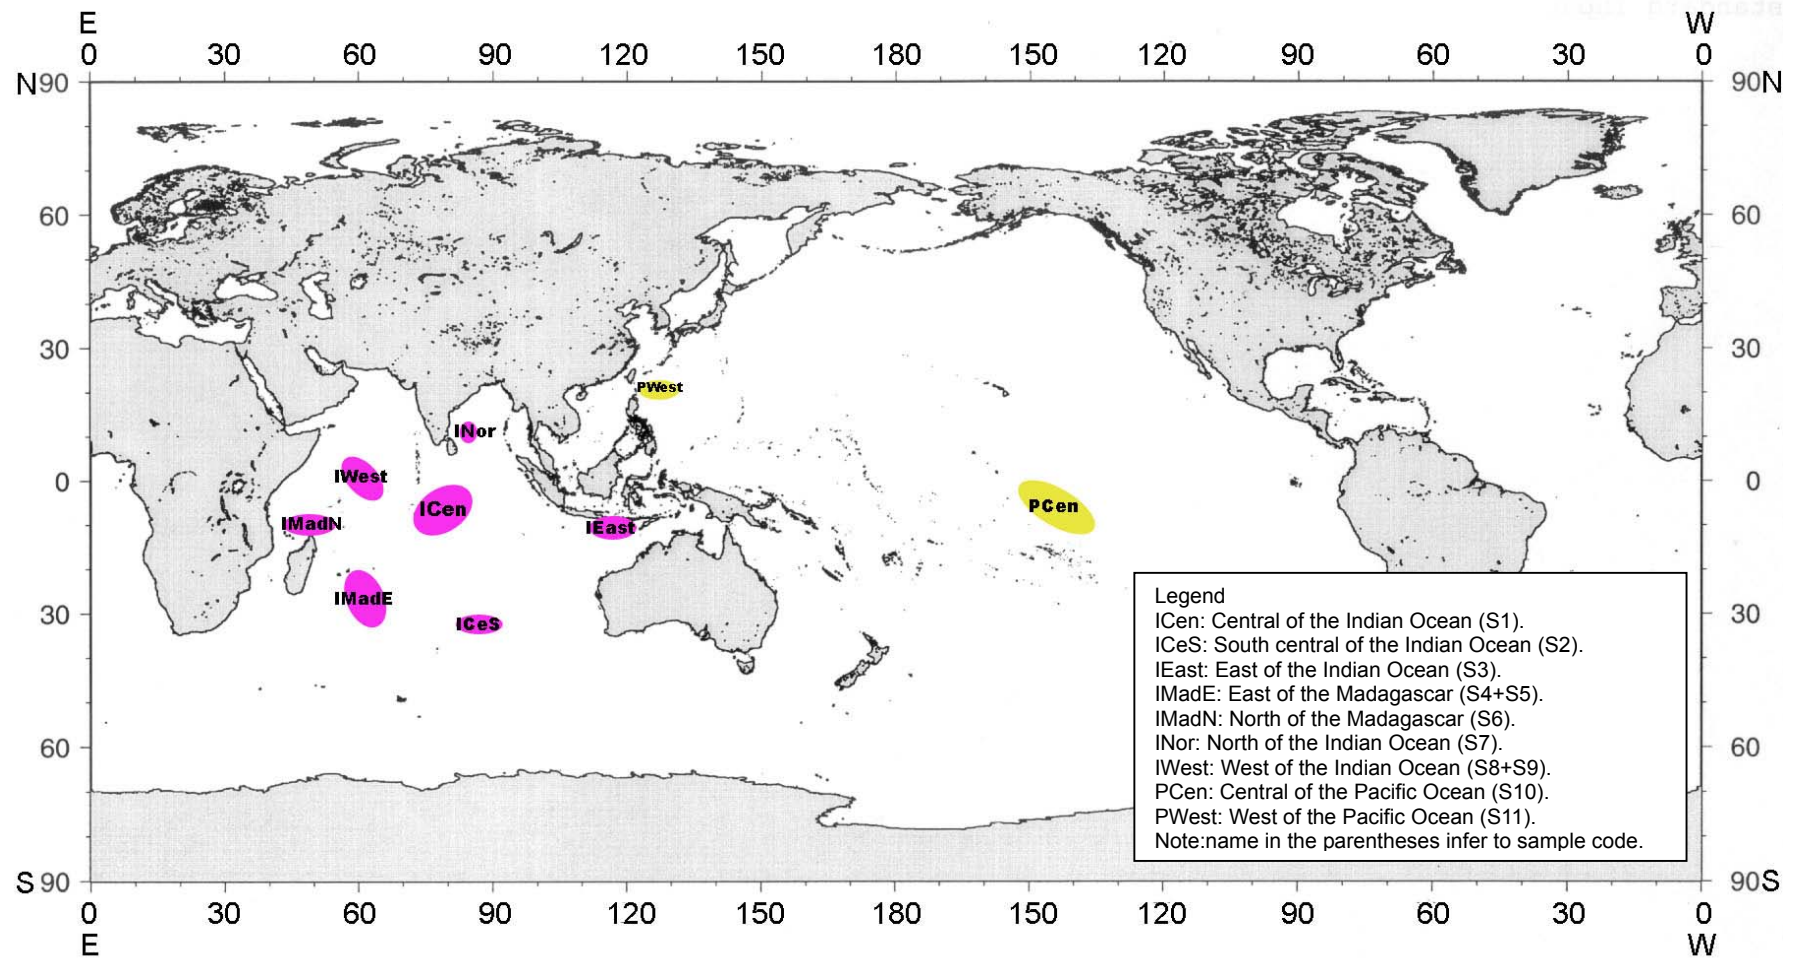 E W
0 30 60 90 120 150 180 150 120 90 60 30 0
N90 90N
60 60
30 30
PWest
INor
0 0
IWest
ICen
PCen
IMadN
IEast
IMadE
30 30
ICeS
Legend
ICen: Central of the Indian Ocean (S1).
ICeS: South central of the Indian Ocean (S2).
IEast: East of the Indian Ocean (S3).
IMadE: East of the Madagascar (S4+S5).
IMadN: North of the Madagascar (S6).
INor: North of the Indian Ocean (S7).
IWest: West of the Indian Ocean (S8+S9).
PCen: Central of the Pacific Ocean (S10).
PWest: West of the Pacific Ocean (S11).
Note:name in the parentheses infer to sample code.
60 60
S90 90S
0 30 60 90 120 150 180 150 120 90 60 30 0
E W